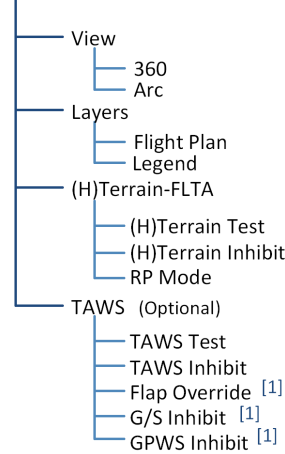 View
360
Arc
Layers
Flight Plan
Legend
(H)Terrain-FLTA
(H)Terrain Test
(H)Terrain Inhibit
RP Mode
TAWS (Optional)
TAWS Test
TAWS Inhibit
Flap Override [1]
G/S Inhibit [1]
GPWS Inhibit [1]